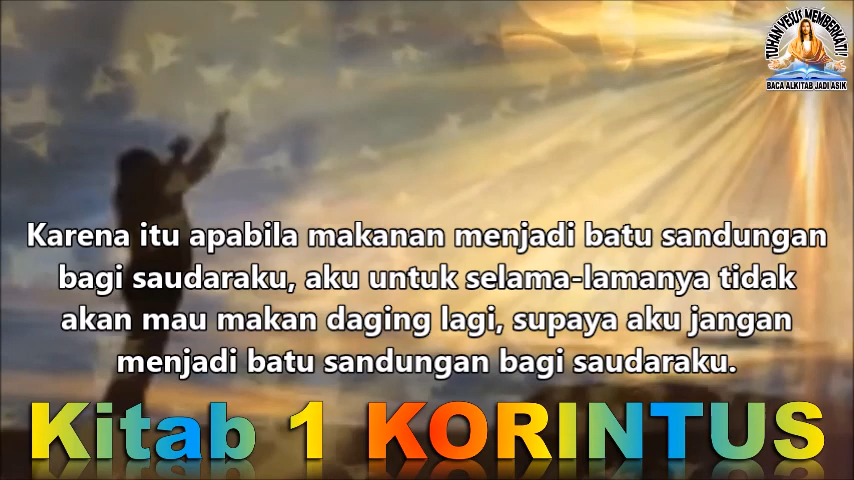 TUHAN YESUS MEMBERKATI!
BACA ALKITAB JADI ASIK
Karena itu apabila makanan menjadi batu sandungan
bagi saudaraku, aku untuk selama-lamanya tidak
akan mau makan daging lagi, supaya aku jangan
menjadi batu sandungan bagi saudaraku.
Kitab 1 KORINTUS